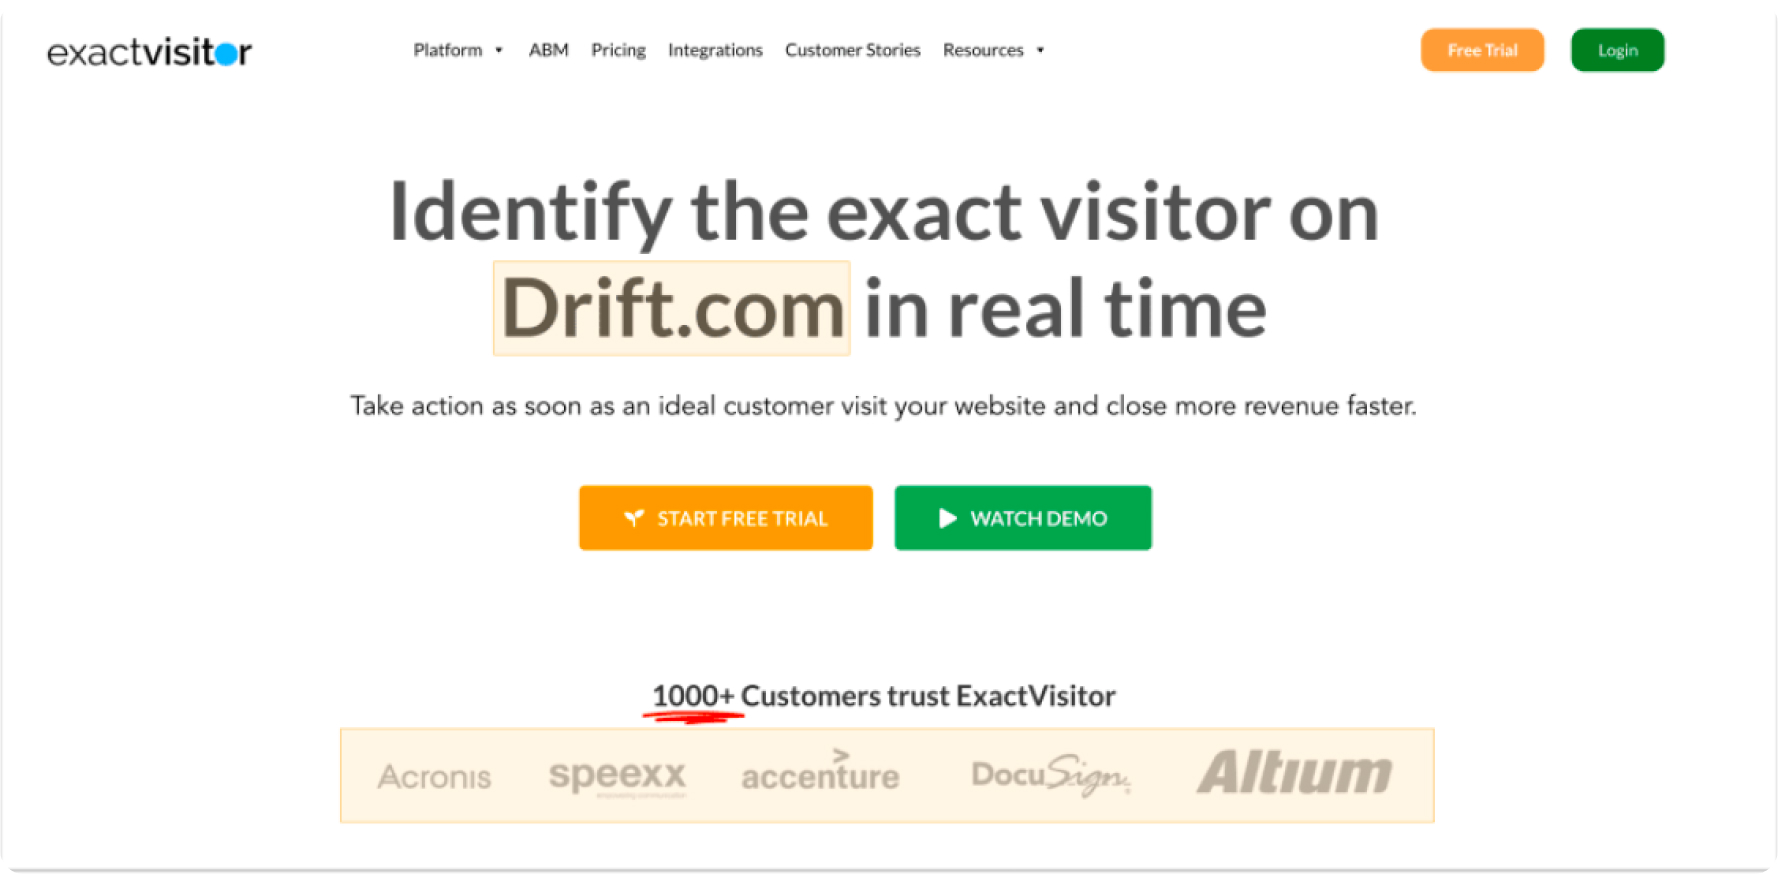 exactvisitor
Platform ABM Pricing Integrations Customer Stories Resources
Free Trial
Login
Identify the exact visitor on
Drift.com in real time
Take action as soon as an ideal customer visit your website and close more revenue faster.
START FREE TRIAL
WATCH DEMO
1000+ Customers trust ExactVisitor
Acronis speexx accenture DocuSign Altium